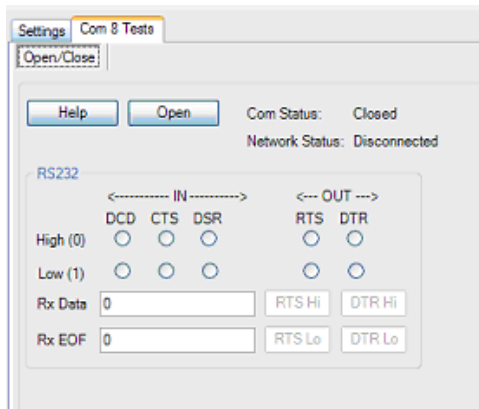 Settings Com 8 Tests
Open/Close
Help Open Com Status: Closed
Network Status: Disconnected
RS232
<----------- IN ----------> <--- OUT --->
DCD CTS DSR RTS DTR
High (0)
Low (1)
Rx Data 0 RTS Hi DTR Hi
Rx EOF 0 RTS Lo DTR Lo